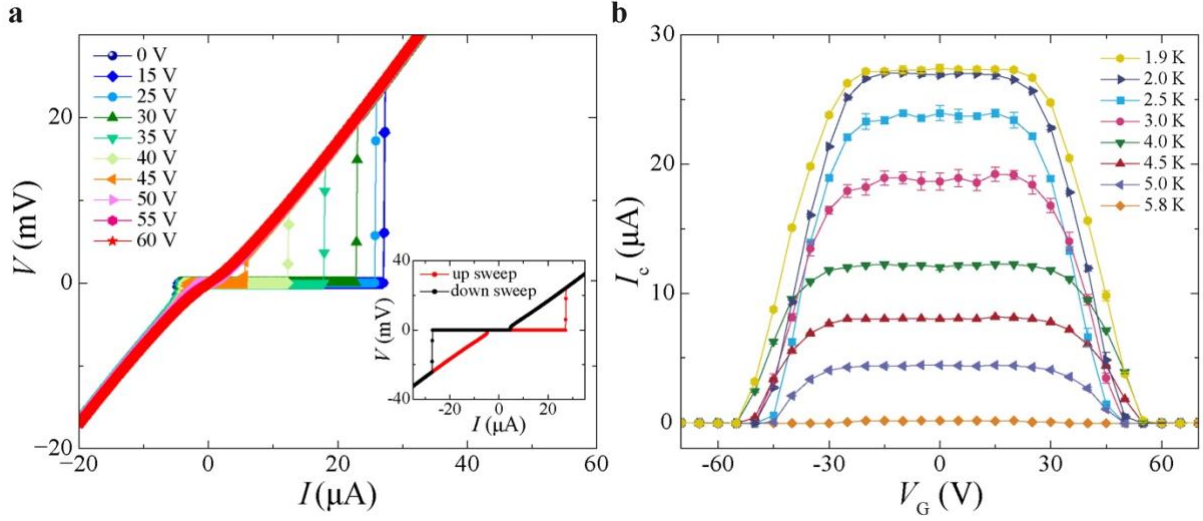 a
V (mV)
20
0
−20
0 V
15 V
25 V
30 V
35 V
40 V
45 V
50 V
55 V
60 V
−20
0
20
40
60
I (μA)
V (mV)
40
0
-40
up sweep
down sweep
-20
0
20
I (μA)
b
I_c (μA)
30
20
10
0
1.9 K
2.0 K
2.5 K
3.0 K
4.0 K
4.5 K
5.0 K
5.8 K
-60
-30
0
30
60
V_G (V)